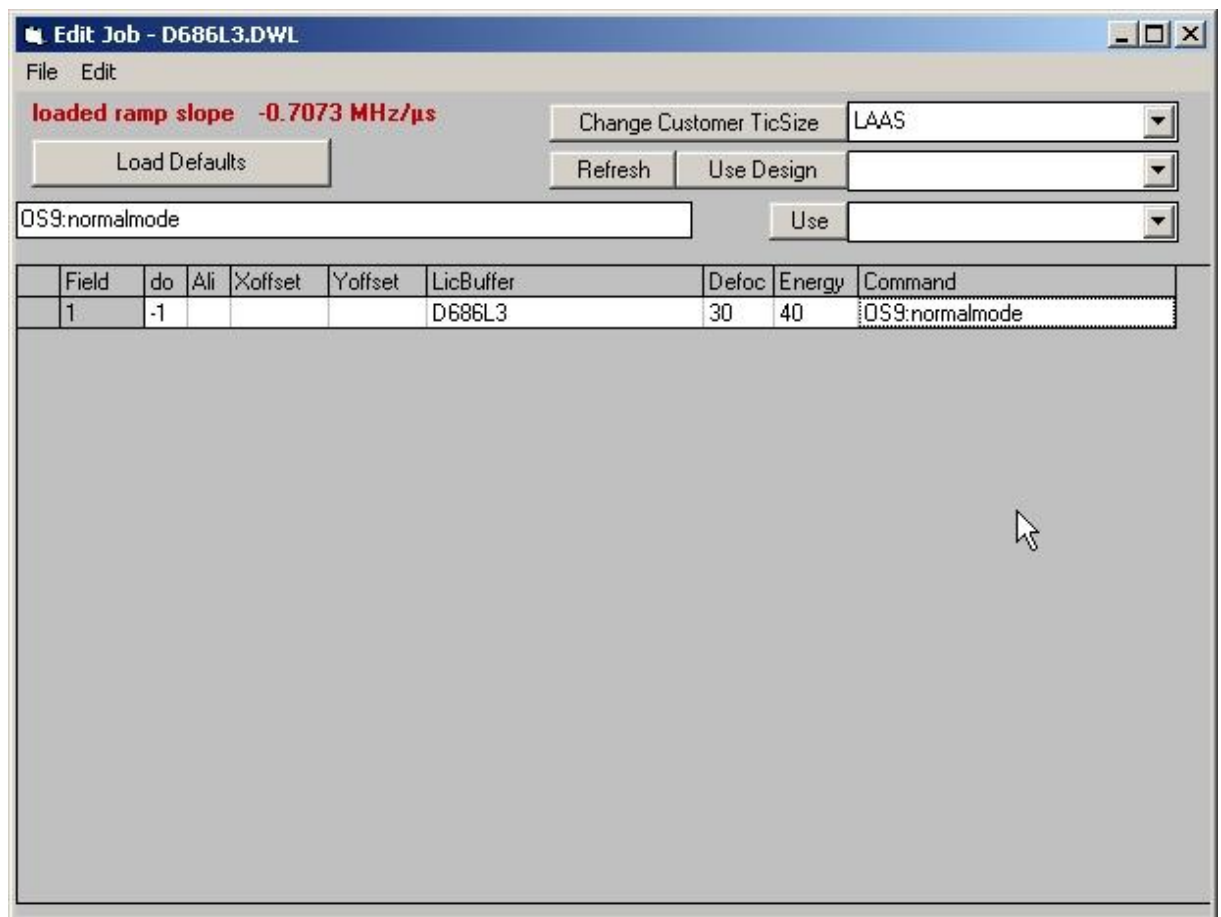 Edit Job - D686L3.DWL
File Edit
loaded ramp slope -0.7073 MHz/µs
Change Customer TicSize LAAS
Load Defaults
Refresh Use Design
OS9:normalmode
Use
Field do Ali Xoffset Yoffset LicBuffer Defoc Energy Command
1 -1 D686L3 30 40 OS9:normalmode